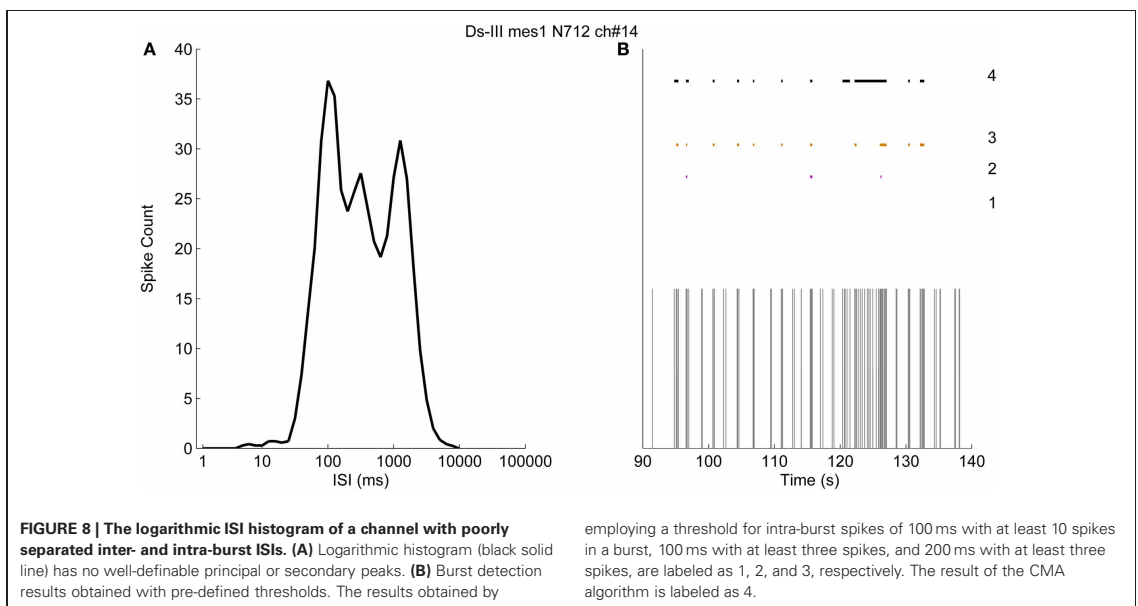 Ds-III mes1 N712 ch#14
A
40
35
30
25
20
15
10
5
0
Spike Count
1 10 100 1000 10000 100000
ISI (ms)
B
4
3
2
1
90 100 110 120 130 140
Time (s)
FIGURE 8 | The logarithmic ISI histogram of a channel with poorly
separated inter- and intra-burst ISIs. (A) Logarithmic histogram (black solid
line) has no well-definable principal or secondary peaks. (B) Burst detection
results obtained with pre-defined thresholds. The results obtained by
employing a threshold for intra-burst spikes of 100 ms with at least 10 spikes
in a burst, 100 ms with at least three spikes, and 200 ms with at least three
spikes, are labeled as 1, 2, and 3, respectively. The result of the CMA
algorithm is labeled as 4.